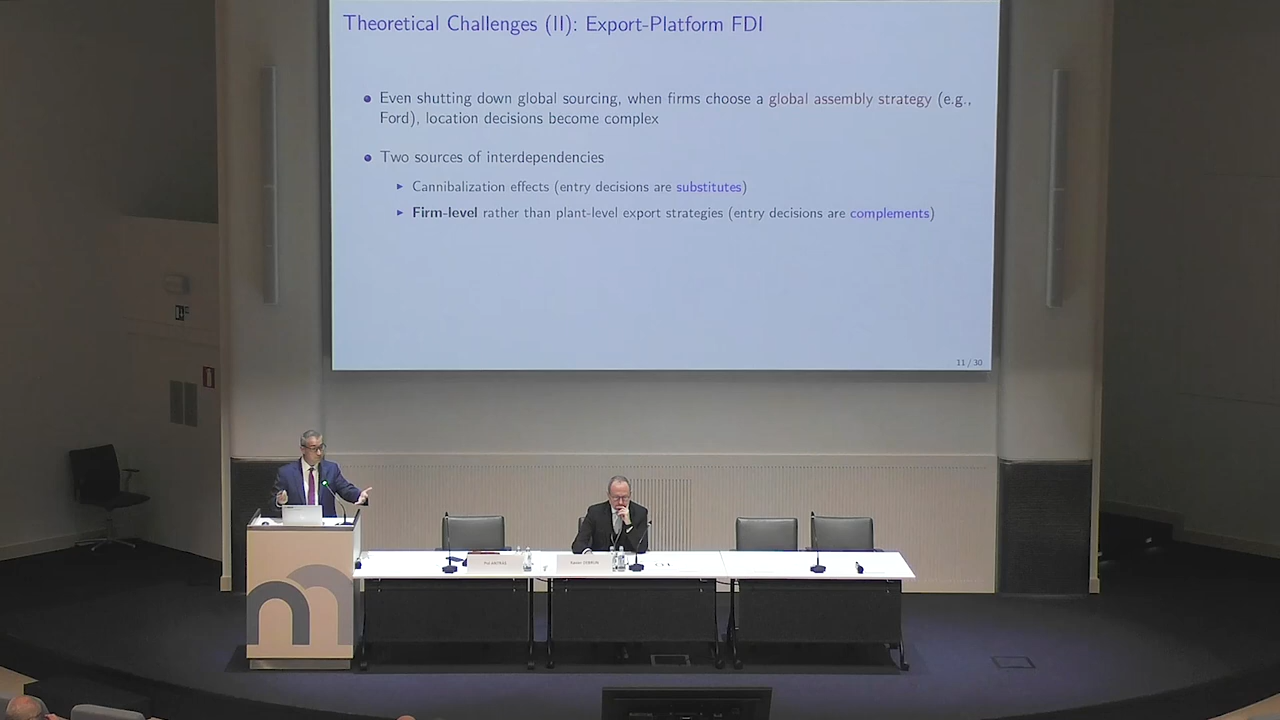 Theoretical Challenges (II): Export-Platform FDI
Even shutting down global sourcing, when firms choose a global assembly strategy (e.g.,
Ford), location decisions become complex
Two sources of interdependencies
Cannibalization effects (entry decisions are substitutes)
Firm-level rather than plant-level export strategies (entry decisions are complements)
11 / 30